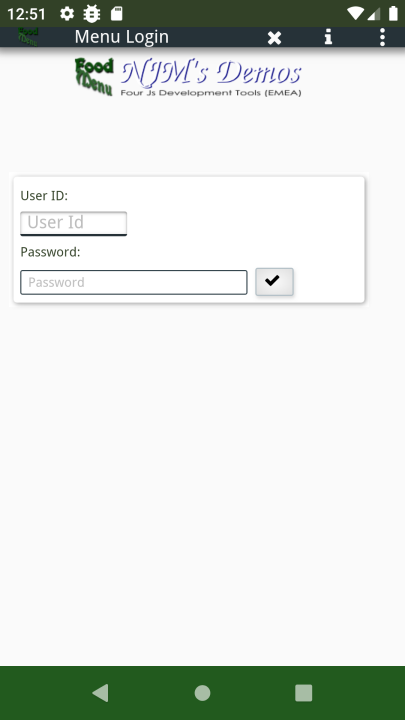 12:51
Menu Login
Food Menu
NJM's Demos
Four Js Development Tools (EMEA)
User ID:
User Id
Password:
Password